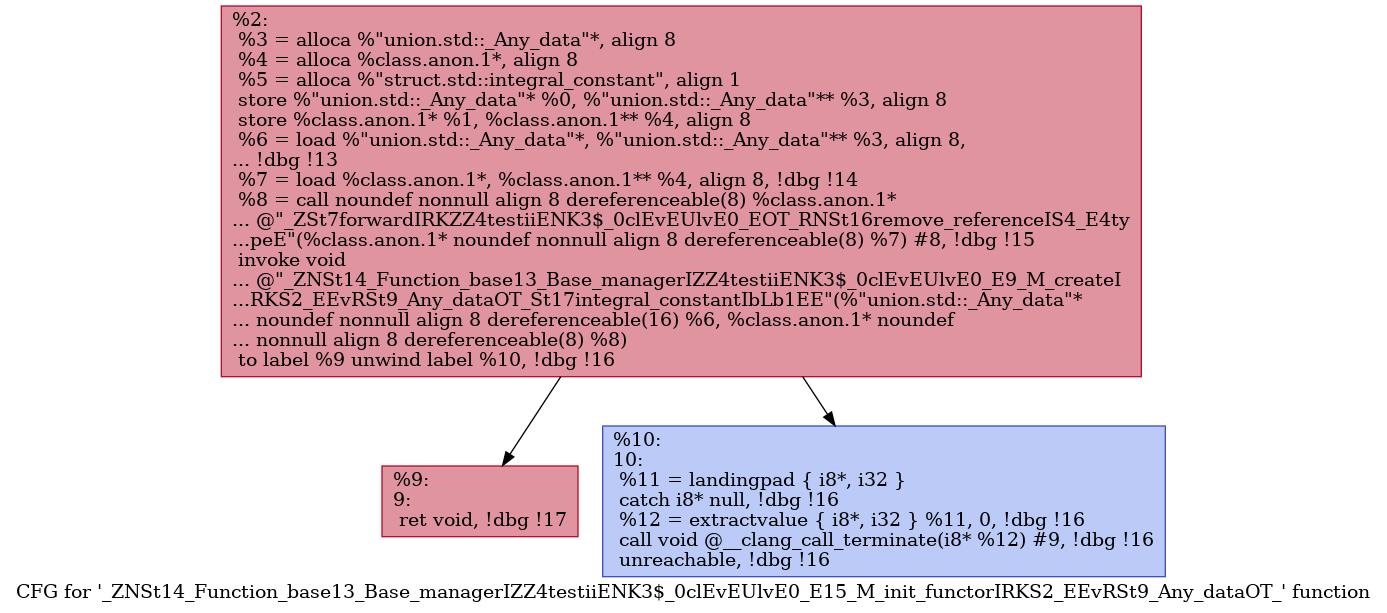 %2:
%3 = alloca %"union.std::_Any_data"*, align 8
%4 = alloca %class.anon.1*, align 8
%5 = alloca %"struct.std::integral_constant", align 1
store %"union.std::_Any_data"* %0, %"union.std::_Any_data"** %3, align 8
store %class.anon.1* %1, %class.anon.1** %4, align 8
%6 = load %"union.std::_Any_data"*, %"union.std::_Any_data"** %3, align 8,
... !dbg !13
%7 = load %class.anon.1*, %class.anon.1** %4, align 8, !dbg !14
%8 = call noundef nonnull align 8 dereferenceable(8) %class.anon.1*
... @"_ZSt7forwardIRKZZ4testiiENK3$_0clEvEUlvE0_EOT_RNSt16remove_referenceIS4_E4ty
...peE"(%class.anon.1* noundef nonnull align 8 dereferenceable(8) %7) #8, !dbg !15
invoke void
... @"_ZNSt14_Function_base13_Base_managerIZZ4testiiENK3$_0clEvEUlvE0_E9_M_createI
...RKS2_EEvRSt9_Any_dataOT_St17integral_constantIbLb1EE"(%"union.std::_Any_data"*
... noundef nonnull align 8 dereferenceable(16) %6, %class.anon.1* noundef
... nonnull align 8 dereferenceable(8) %8)
to label %9 unwind label %10, !dbg !16
%9:
9:
ret void, !dbg !17
%10:
10:
%11 = landingpad { i8*, i32 }
catch i8* null, !dbg !16
%12 = extractvalue { i8*, i32 } %11, 0, !dbg !16
call void @__clang_call_terminate(i8* %12) #9, !dbg !16
unreachable, !dbg !16
CFG for '_ZNSt14_Function_base13_Base_managerIZZ4testiiENK3$_0clEvEUlvE0_E15_M_init_functorIRKS2_EEvRSt9_Any_dataOT_' function